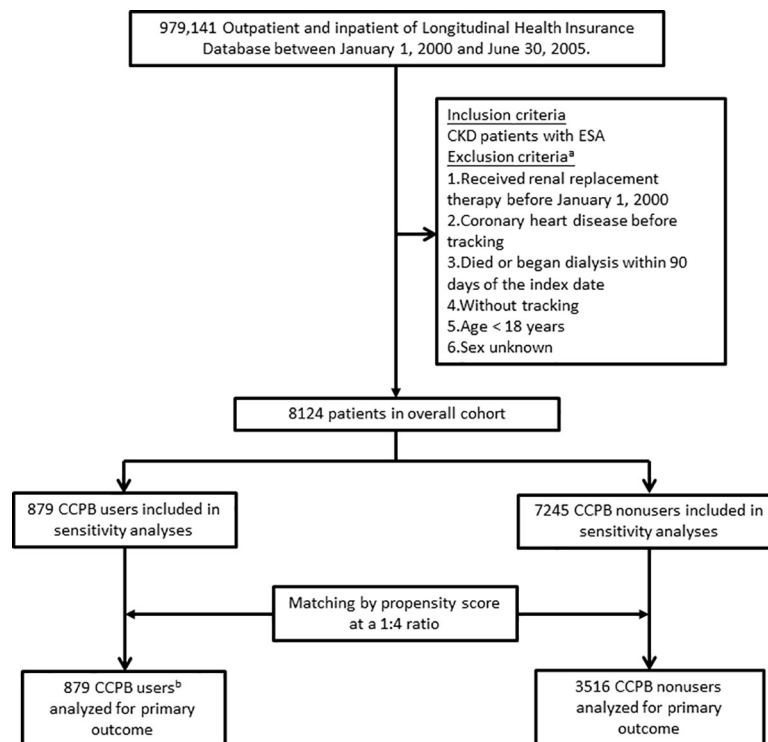 979,141 Outpatient and inpatient of Longitudinal Health Insurance
Database between January 1, 2000 and June 30, 2005.
Inclusion criteria
CKD patients with ESA
Exclusion criteriaᵃ
1.Received renal replacement
therapy before January 1, 2000
2.Coronary heart disease before
tracking
3.Died or began dialysis within 90
days of the index date
4.Without tracking
5.Age < 18 years
6.Sex unknown
8124 patients in overall cohort
879 CCPB users included in
sensitivity analyses
7245 CCPB nonusers included in
sensitivity analyses
Matching by propensity score
at a 1:4 ratio
879 CCPB usersᵇ
analyzed for primary
outcome
3516 CCPB nonusers
analyzed for primary
outcome